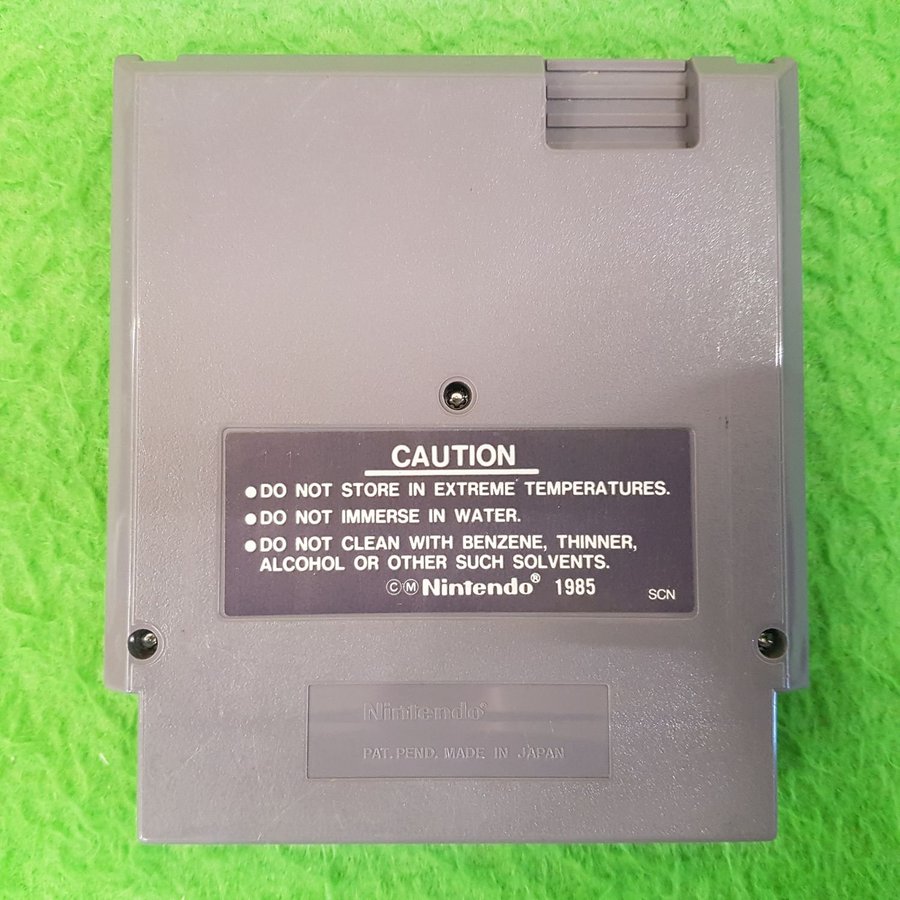 CAUTION
●DO NOT STORE IN EXTREME TEMPERATURES.
●DO NOT IMMERSE IN WATER.
●DO NOT CLEAN WITH BENZENE, THINNER,
ALCOHOL OR OTHER SUCH SOLVENTS.
ⒸⓂ Nintendo® 1985
SCN
Nintendo®
PAT. PEND. MADE IN JAPAN